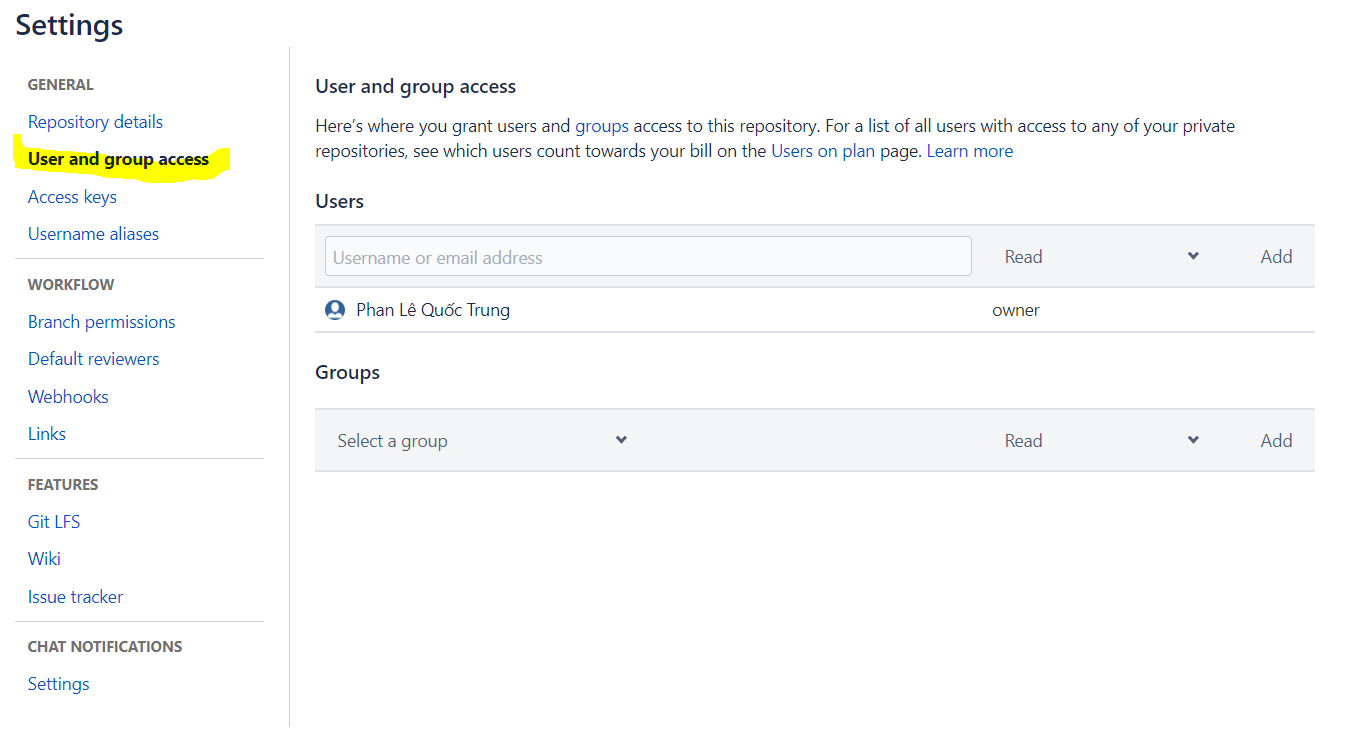 Settings
GENERAL
Repository details
User and group access
Access keys
Username aliases
WORKFLOW
Branch permissions
Default reviewers
Webhooks
Links
FEATURES
Git LFS
Wiki
Issue tracker
CHAT NOTIFICATIONS
Settings
User and group access
Here’s where you grant users and groups access to this repository. For a list of all users with access to any of your private
repositories, see which users count towards your bill on the Users on plan page. Learn more
Users
Username or email address Read Add
Phan Lê Quốc Trung owner
Groups
Select a group Read Add